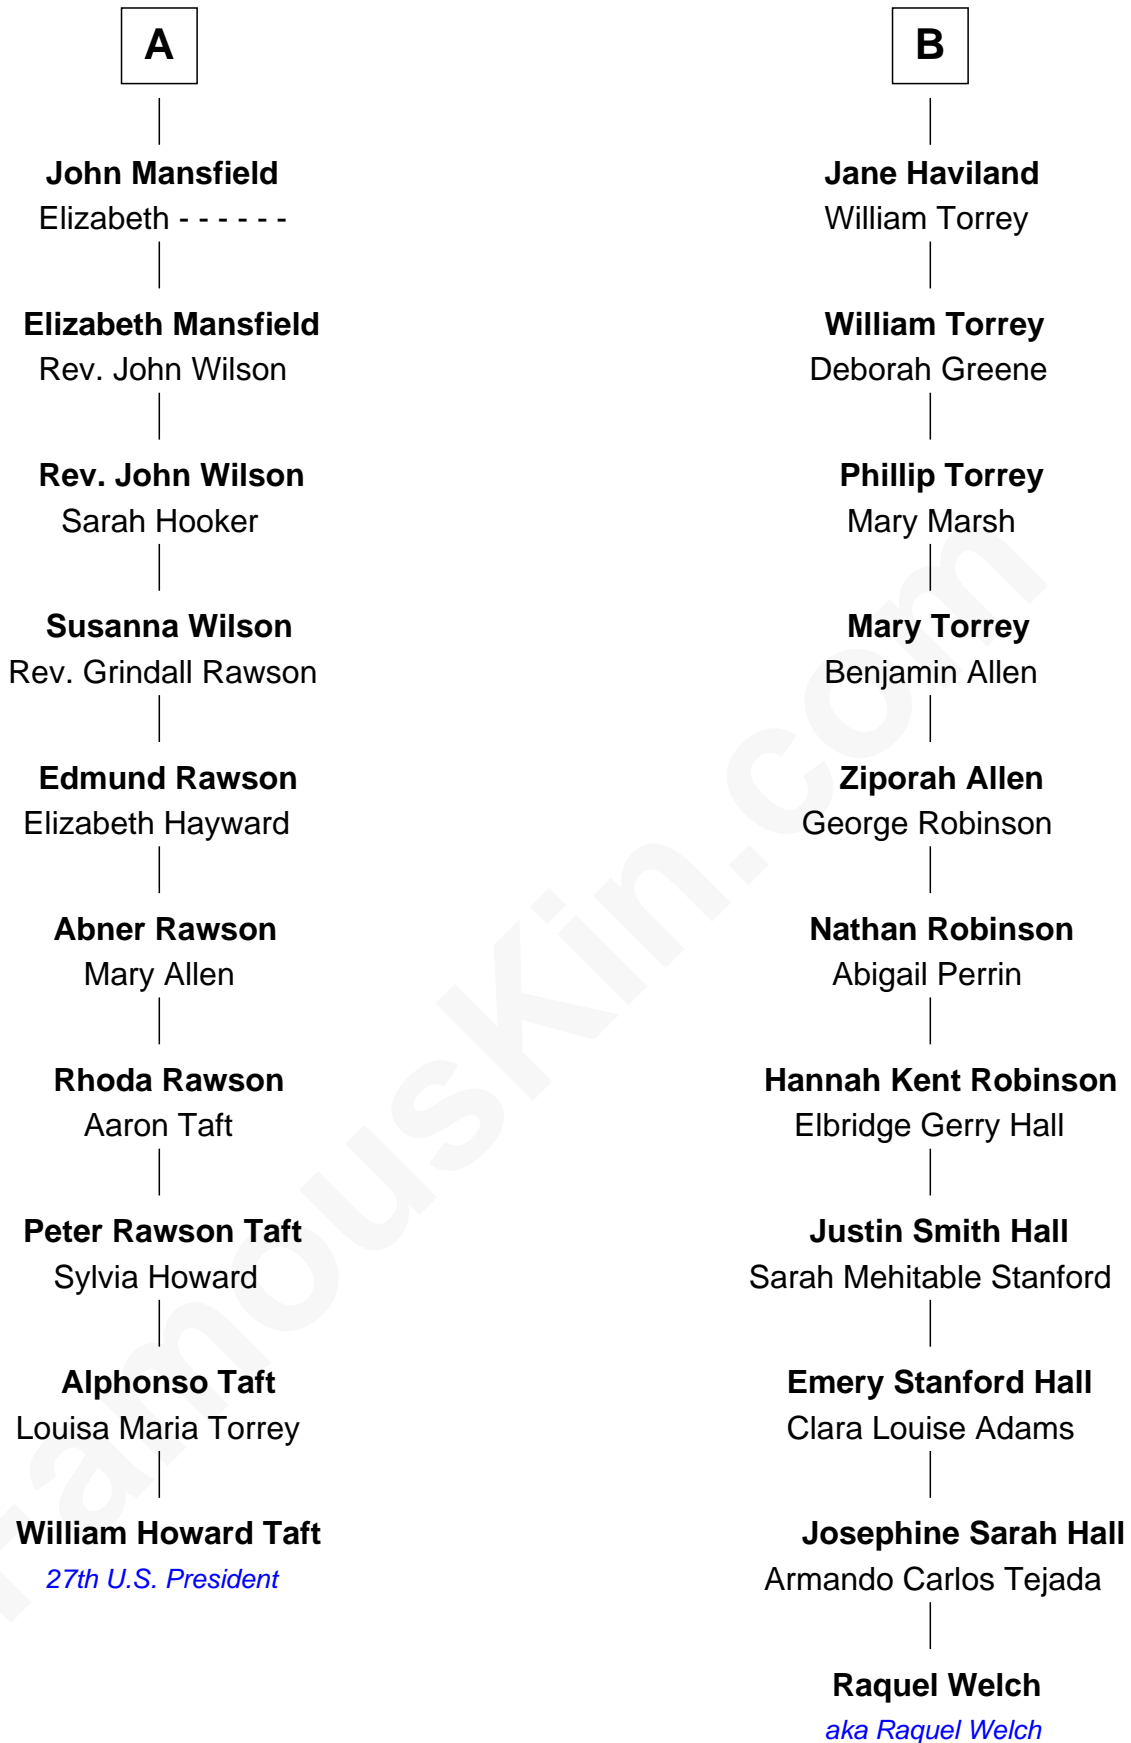 A
John Mansfield
Elizabeth - - - - - -
Elizabeth Mansfield
Rev. John Wilson
Rev. John Wilson
Sarah Hooker
Susanna Wilson
Rev. Grindall Rawson
Edmund Rawson
Elizabeth Hayward
Abner Rawson
Mary Allen
Rhoda Rawson
Aaron Taft
Peter Rawson Taft
Sylvia Howard
Alphonso Taft
Louisa Maria Torrey
William Howard Taft
27th U.S. President
B
Jane Haviland
William Torrey
William Torrey
Deborah Greene
Phillip Torrey
Mary Marsh
Mary Torrey
Benjamin Allen
Ziporah Allen
George Robinson
Nathan Robinson
Abigail Perrin
Hannah Kent Robinson
Elbridge Gerry Hall
Justin Smith Hall
Sarah Mehitable Stanford
Emery Stanford Hall
Clara Louise Adams
Josephine Sarah Hall
Armando Carlos Tejada
Raquel Welch
aka Raquel Welch
FamousKin.com